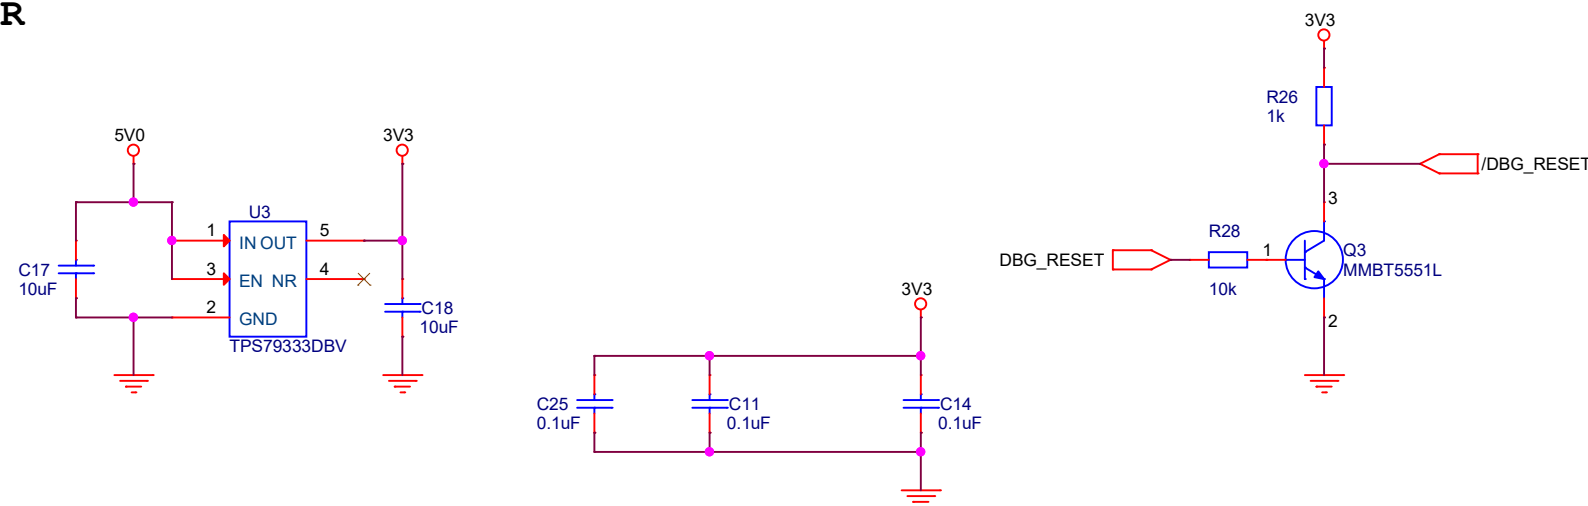 R
5V0
3V3
U3
1
IN
OUT
5
3
EN
NR
4
2
GND
TPS79333DBV
C17
10uF
C18
10uF
3V3
C25
0.1uF
C11
0.1uF
C14
0.1uF
3V3
R26
1k
/DBG_RESET
3
DBG_RESET
R28
10k
1
Q3
MMBT5551L
2